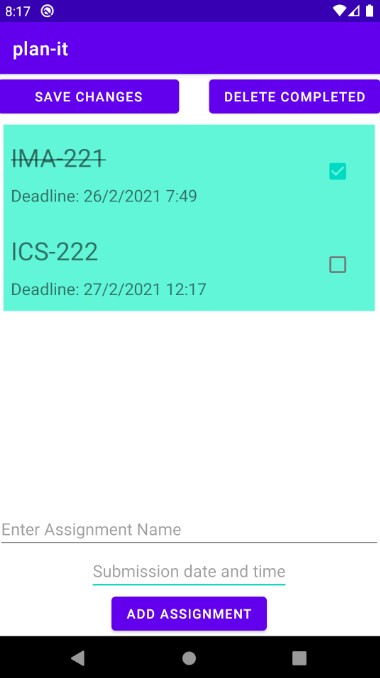 8:17
plan-it
SAVE CHANGES
DELETE COMPLETED
IMA-221
Deadline: 26/2/2021 7:49
ICS-222
Deadline: 27/2/2021 12:17
Enter Assignment Name
Submission date and time
ADD ASSIGNMENT